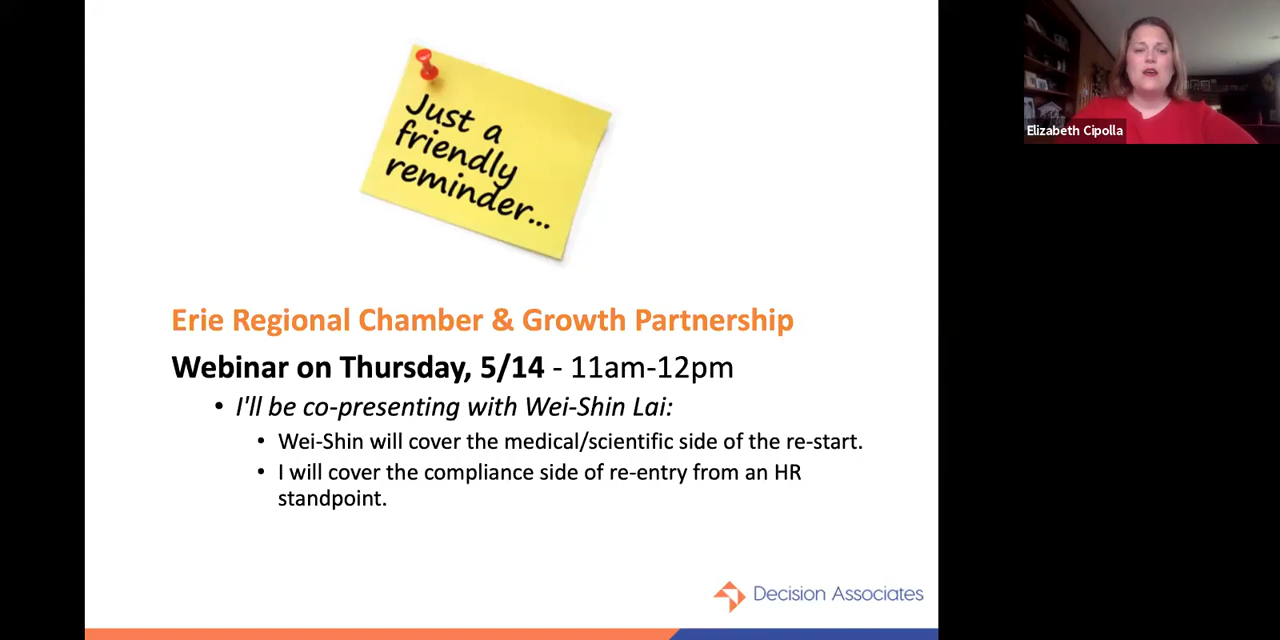 Just a
friendly
reminder...
Elizabeth Cipolla
Erie Regional Chamber & Growth Partnership
Webinar on Thursday, 5/14 - 11am-12pm
• I'll be co-presenting with Wei-Shin Lai:
• Wei-Shin will cover the medical/scientific side of the re-start.
• I will cover the compliance side of re-entry from an HR
standpoint.
Decision Associates